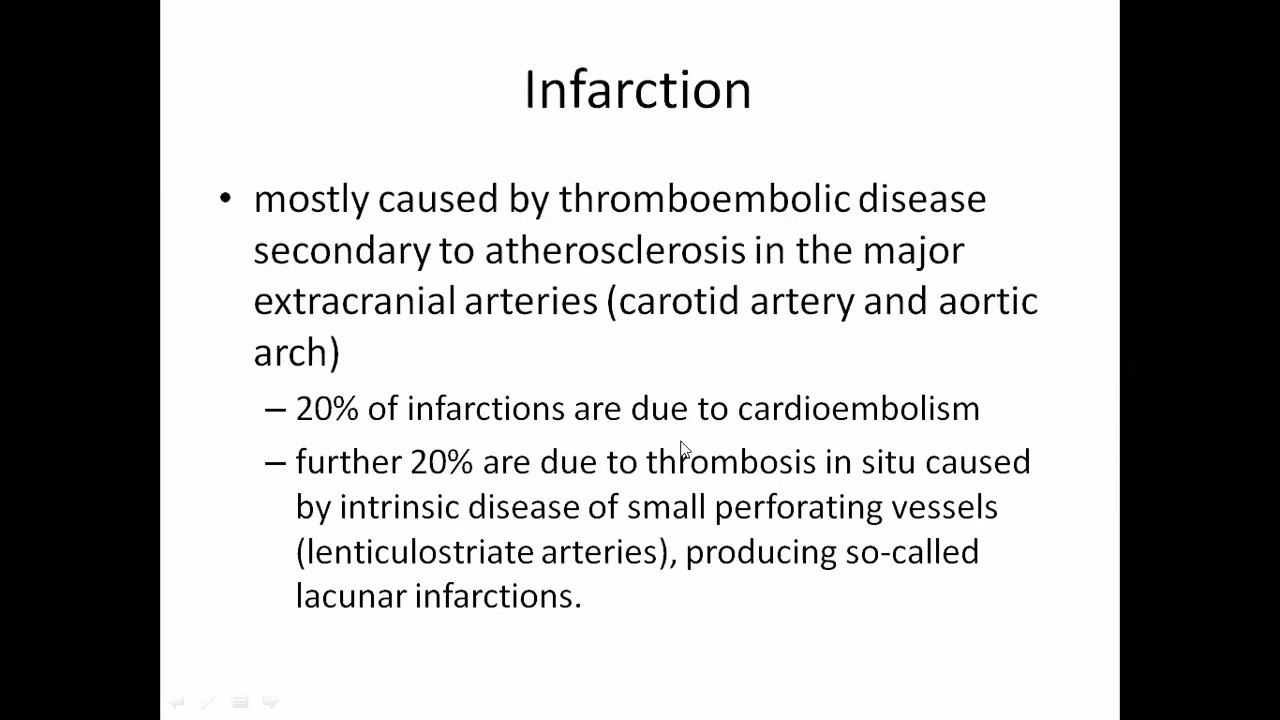 Infarction
• mostly caused by thromboembolic disease
secondary to atherosclerosis in the major
extracranial arteries (carotid artery and aortic
arch)
– 20% of infarctions are due to cardioembolism
– further 20% are due to thrombosis in situ caused
by intrinsic disease of small perforating vessels
(lenticulostriate arteries), producing so-called
lacunar infarctions.